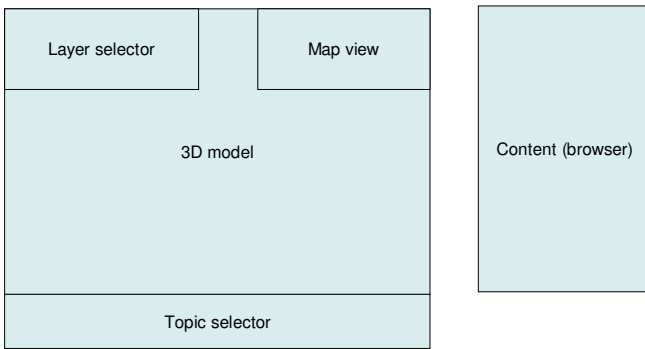 Layer selector
Map view
3D model
Topic selector
Content (browser)